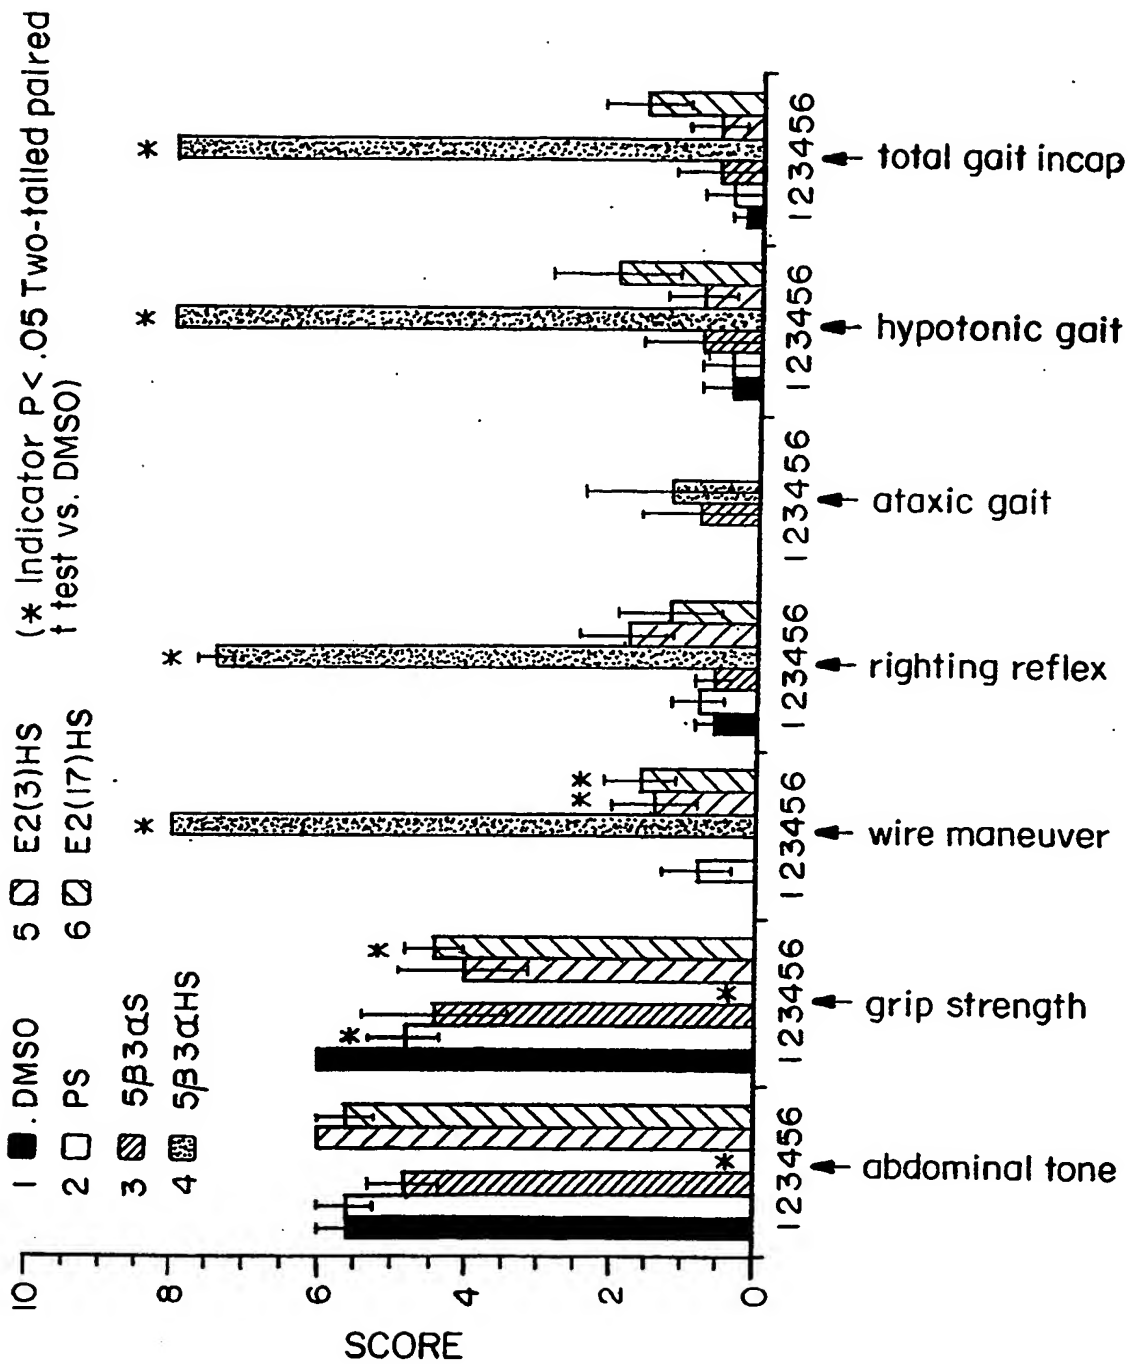 1 . DMSO
2 PS
3 5β3αS
4 5β3αHS
5 E2(3)HS
6 E2(17)HS
(* Indicator P < .05 Two-talled paired
t test vs. DMSO)
SCORE
10
8
6
4
2
0
* * * * * * * * * *
123456 123456 123456 123456 123456 123456 123456
abdominal tone
grip strength
wire maneuver
righting reflex
ataxic gait
hypotonic gait
total gait incap